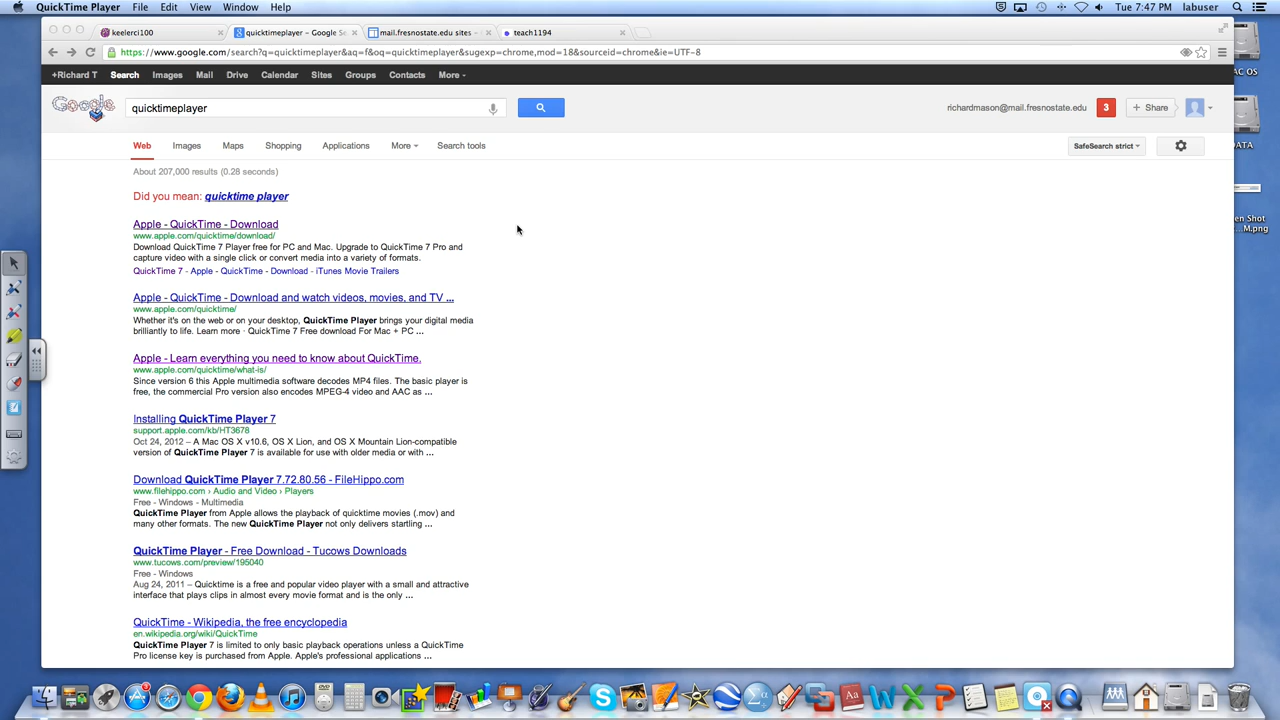 QuickTime Player File Edit View Window Help Tue 7:47 PM labuser
keelerci100 quicktimeplayer - Google Se mail.fresnostate.edu sites - teach1194
https://www.google.com/search?q=quicktimeplayer&aq=f&oq=quicktimeplayer&sugexp=chrome,mod=18&sourceid=chrome&ie=UTF-8
+Richard T Search Images Mail Drive Calendar Sites Groups Contacts More
AC OS
Google quicktimeplayer richardmason@mail.fresnostate.edu 3 + Share
Web Images Maps Shopping Applications More Search tools SafeSearch strict
DATA
About 207,000 results (0.28 seconds)
Did you mean: quicktime player
en Shot
...M.png
Apple - QuickTime - Download
www.apple.com/quicktime/download/
Download QuickTime 7 Player free for PC and Mac. Upgrade to QuickTime 7 Pro and
capture video with a single click or convert media into a variety of formats.
QuickTime 7 - Apple - QuickTime - Download - iTunes Movie Trailers
Apple - QuickTime - Download and watch videos, movies, and TV ...
www.apple.com/quicktime/
Whether it's on the web or on your desktop, QuickTime Player brings your digital media
brilliantly to life. Learn more · QuickTime 7 Free download For Mac + PC ...
Apple - Learn everything you need to know about QuickTime.
www.apple.com/quicktime/what-is/
Since version 6 this Apple multimedia software decodes MP4 files. The basic player is
free, the commercial Pro version also encodes MPEG-4 video and AAC as ...
Installing QuickTime Player 7
support.apple.com/kb/HT3678
Oct 24, 2012 – A Mac OS X v10.6, OS X Lion, and OS X Mountain Lion-compatible
version of QuickTime Player 7 is available for use with older media or with ...
Download QuickTime Player 7.72.80.56 - FileHippo.com
www.filehippo.com › Audio and Video › Players
Free - Windows - Multimedia
QuickTime Player from Apple allows the playback of quicktime movies (.mov) and
many other formats. The new QuickTime Player not only delivers startling ...
QuickTime Player - Free Download - Tucows Downloads
www.tucows.com/preview/195040
Free - Windows
Aug 24, 2011 – Quicktime is a free and popular video player with a small and attractive
interface that plays clips in almost every movie format and is the only ...
QuickTime - Wikipedia, the free encyclopedia
en.wikipedia.org/wiki/QuickTime
QuickTime Player 7 is limited to only basic playback operations unless a QuickTime
Pro license key is purchased from Apple. Apple's professional applications ...